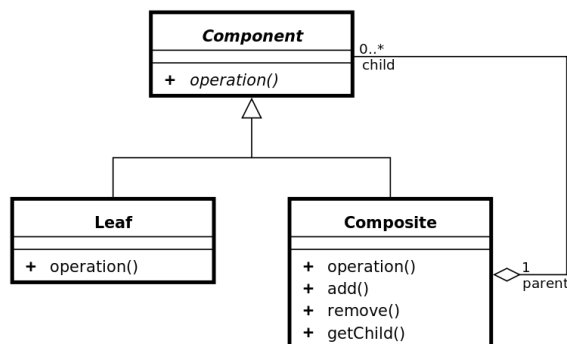 Component
+ operation()
0..*
child
Leaf
+ operation()
Composite
+ operation()
+ add()
+ remove()
+ getChild()
1
parent